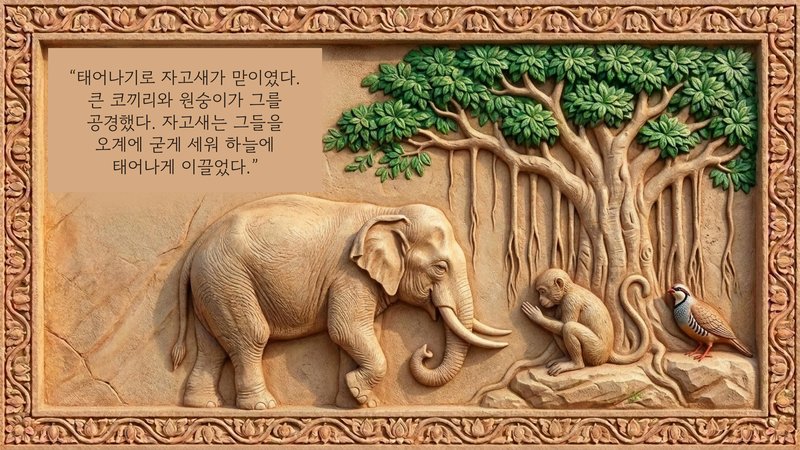 “태어나기로 자고새가 맏이였다.
큰 코끼리와 원숭이가 그를
공경했다. 자고새는 그들을
오계에 굳게 세워 하늘에
태어나게 이끌었다.”